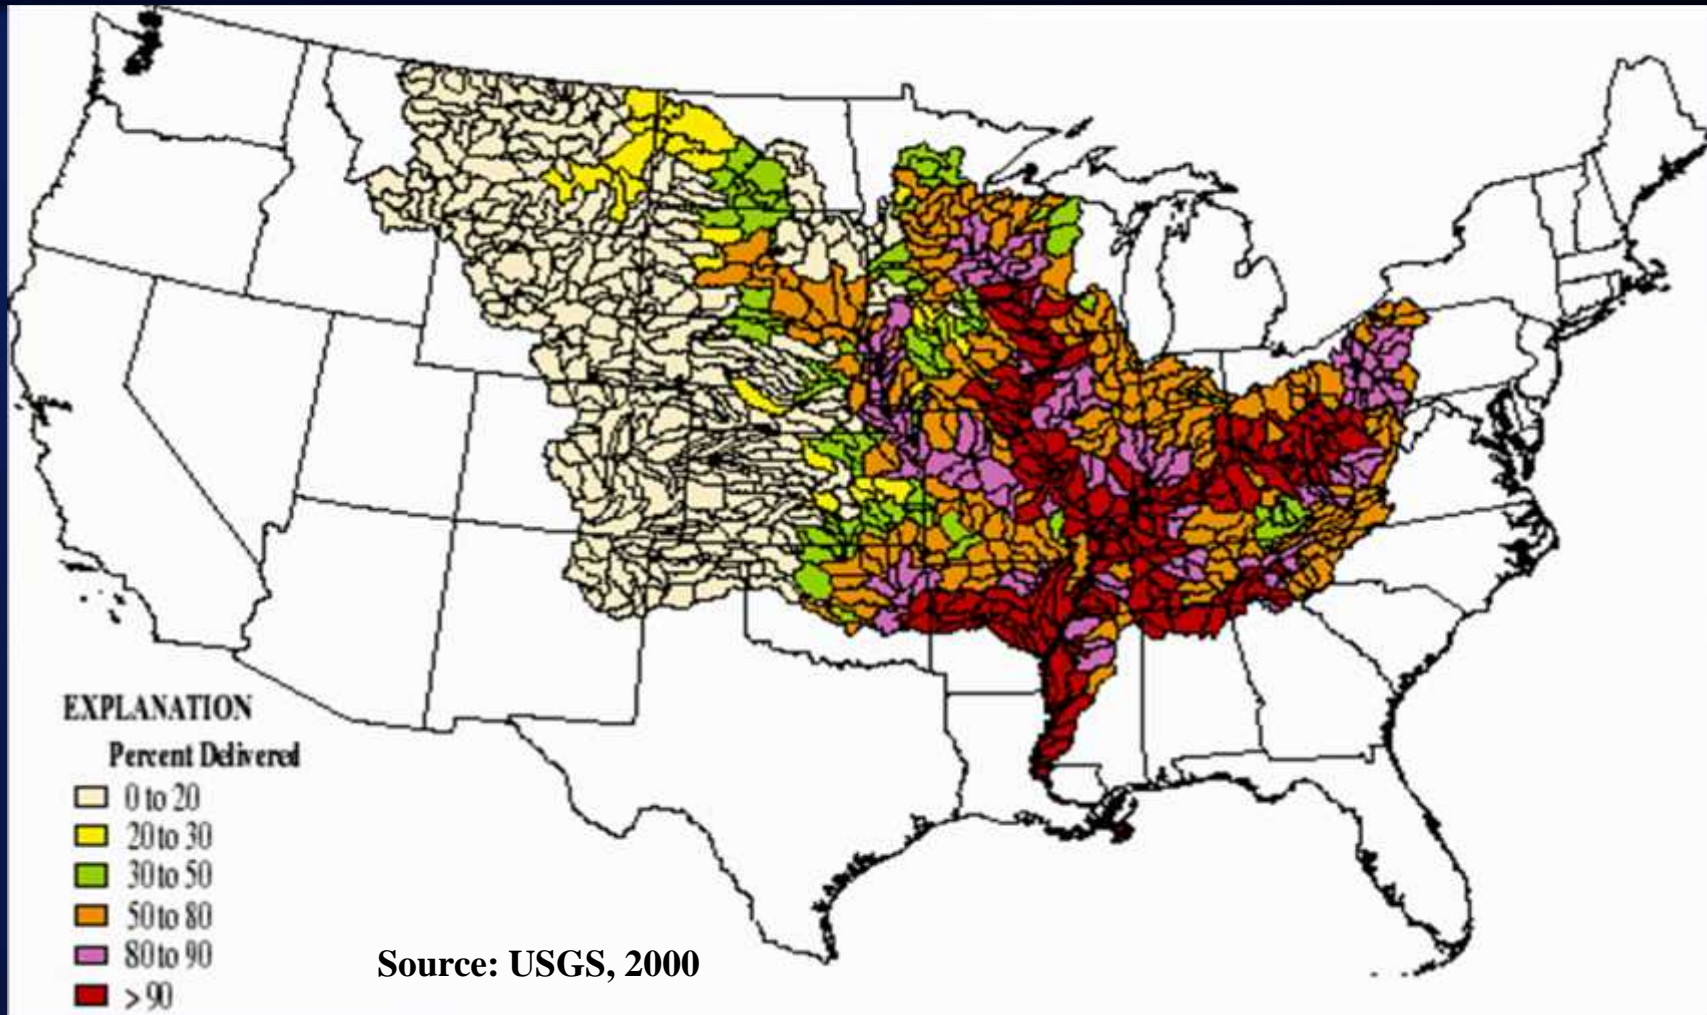 EXPLANATION
Percent Delivered
0 to 20
20 to 30
30 to 50
50 to 80
80 to 90
> 90
Source: USGS, 2000